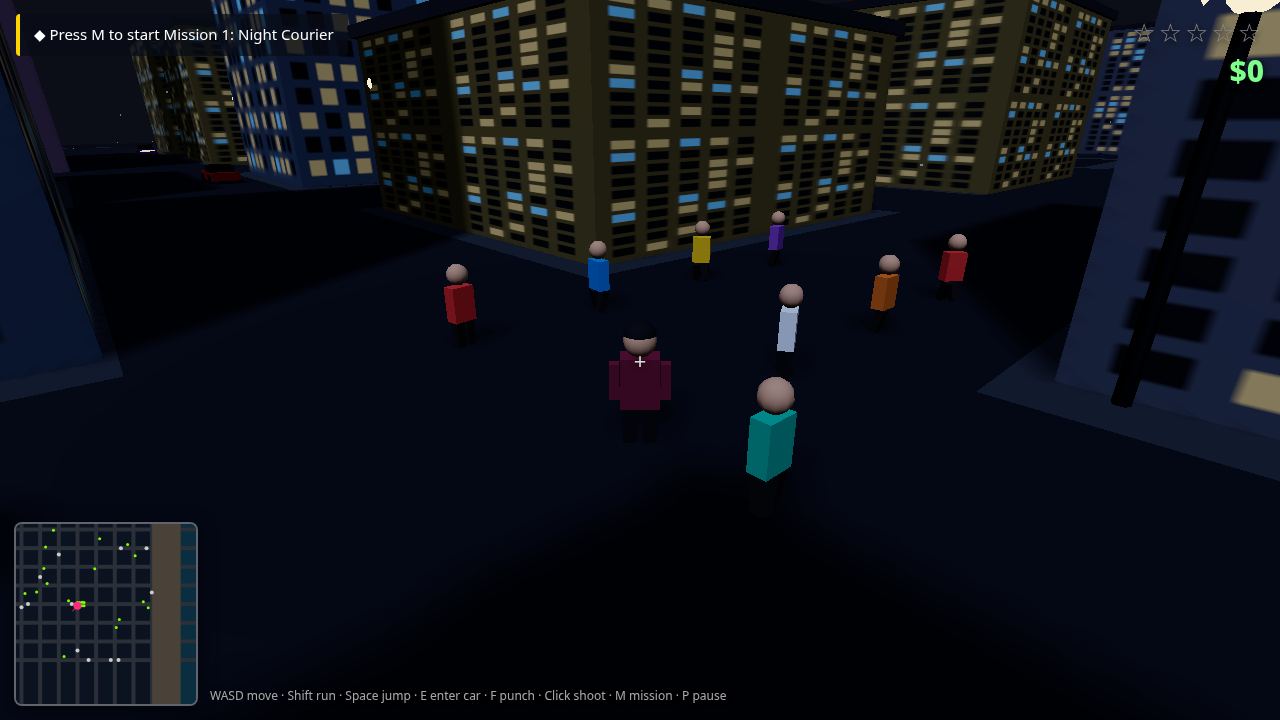 ◆ Press M to start Mission 1: Night Courier
☆ ☆ ☆ ☆ ☆
$0
WASD move · Shift run · Space jump · E enter car · F punch · Click shoot · M mission · P pause